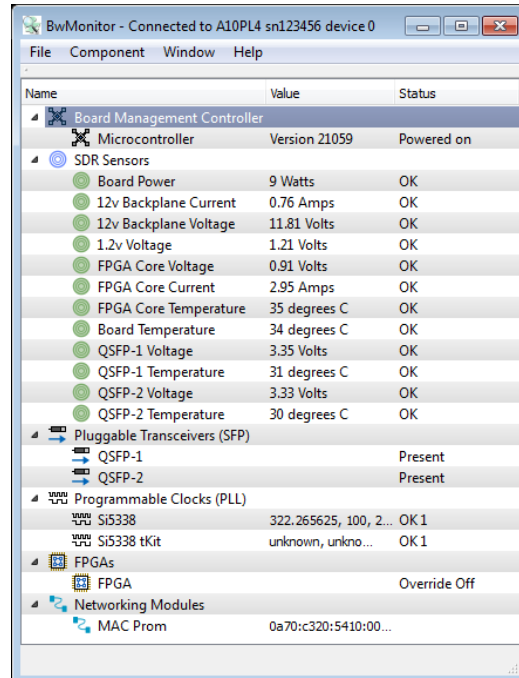 BwMonitor - Connected to A10PL4 sn123456 device 0
File Component Window Help
Name Value Status
Board Management Controller
Microcontroller Version 21059 Powered on
SDR Sensors
Board Power 9 Watts OK
12v Backplane Current 0.76 Amps OK
12v Backplane Voltage 11.81 Volts OK
1.2v Voltage 1.21 Volts OK
FPGA Core Voltage 0.91 Volts OK
FPGA Core Current 2.95 Amps OK
FPGA Core Temperature 35 degrees C OK
Board Temperature 34 degrees C OK
QSFP-1 Voltage 3.35 Volts OK
QSFP-1 Temperature 31 degrees C OK
QSFP-2 Voltage 3.33 Volts OK
QSFP-2 Temperature 30 degrees C OK
Pluggable Transceivers (SFP)
QSFP-1 Present
QSFP-2 Present
Programmable Clocks (PLL)
Si5338 322.265625, 100, 2... OK 1
Si5338 tKit unknown, unkno... OK 1
FPGAs
FPGA Override Off
Networking Modules
MAC Prom 0a70:c320:5410:00...